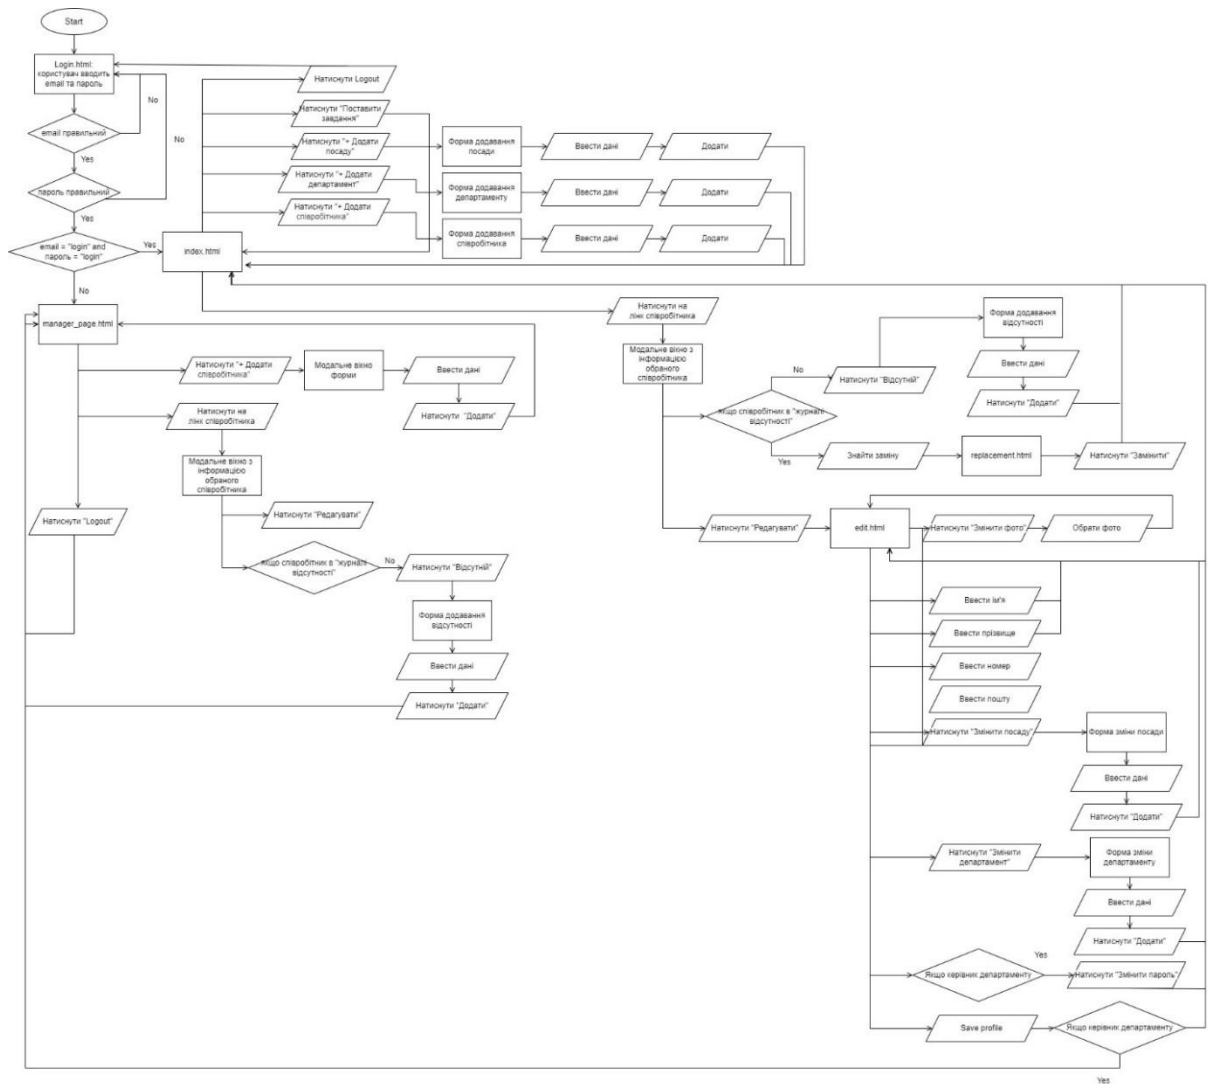 Start
Login.html:
користувач вводить
email та пароль
No
email правильний
No
Yes
пароль правильний
Yes
email = "login" and
пароль = "login"
Yes
No
index.html
Натиснути Logout
Натиснути "Поставити
завдання"
Натиснути "+ Додати
посаду"
Форма додавання
посади
Ввести дані
Додати
Натиснути "+ Додати
департамент"
Форма додавання
департаменту
Ввести дані
Додати
Натиснути "+ Додати
співробітника"
Форма додавання
співробітника
Ввести дані
Додати
manager_page.html
Натиснути "+ Додати
співробітника"
Модальне вікно
форми
Ввести дані
Натиснути "Додати"
Натиснути на
лінк співробітника
Модальне вікно з
інформацією
обраного
співробітника
Натиснути "Редагувати"
Натиснути "Logout"
якщо співробітник в "журналі
відсутності"
No
Натиснути "Відсутній"
Форма додавання
відсутності
Ввести дані
Натиснути "Додати"
Натиснути на
лінк співробітника
Модальне вікно з
інформацією
обраного
співробітника
No
Натиснути "Відсутній"
Форма додавання
відсутності
Ввести дані
Натиснути "Додати"
якщо співробітник в "журналі
відсутності"
Yes
Знайти заміну
replacement.html
Натиснути "Замінити"
Натиснути "Редагувати"
edit.html
Натиснути "Змінити фото"
Обрати фото
Ввести ім'я
Ввести прізвище
Ввести номер
Ввести пошту
Натиснути "Змінити посаду"
Форма зміни посади
Ввести дані
Натиснути "Додати"
Натиснути "Змінити
департамент"
Форма зміни
департаменту
Ввести дані
Натиснути "Додати"
Якщо керівник департаменту
Yes
Натиснути "Змінити пароль"
Save profile
Якщо керівник департаменту
Yes